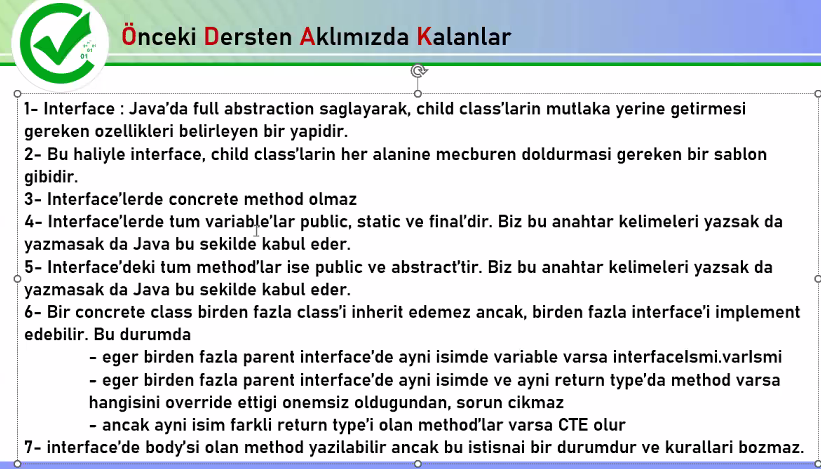 Önceki Dersten Aklımızda Kalanlar
1- Interface : Java'da full abstraction saglayarak, child class'larin mutlaka yerine getirmesi
gereken ozellikleri belirleyen bir yapidir.
2- Bu haliyle interface, child class'larin her alanine mecburen doldurmasi gereken bir sablon
gibidir.
3- Interface'lerde concrete method olmaz
4- Interface'lerde tum variable'lar public, static ve final'dir. Biz bu anahtar kelimeleri yazsak da
yazmasak da Java bu sekilde kabul eder.
5- Interface'deki tum method'lar ise public ve abstract'tir. Biz bu anahtar kelimeleri yazsak da
yazmasak da Java bu sekilde kabul eder.
6- Bir concrete class birden fazla class'i inherit edemez ancak, birden fazla interface'i implement
edebilir. Bu durumda
- eger birden fazla parent interface'de ayni isimde variable varsa interfaceIsmi.varIsmi
- eger birden fazla parent interface'de ayni isimde ve ayni return type'da method varsa
hangisini override ettigi onemsiz oldugundan, sorun cikmaz
- ancak ayni isim farkli return type'i olan method'lar varsa CTE olur
7- interface'de body'si olan method yazilabilir ancak bu istisnai bir durumdur ve kurallari bozmaz.